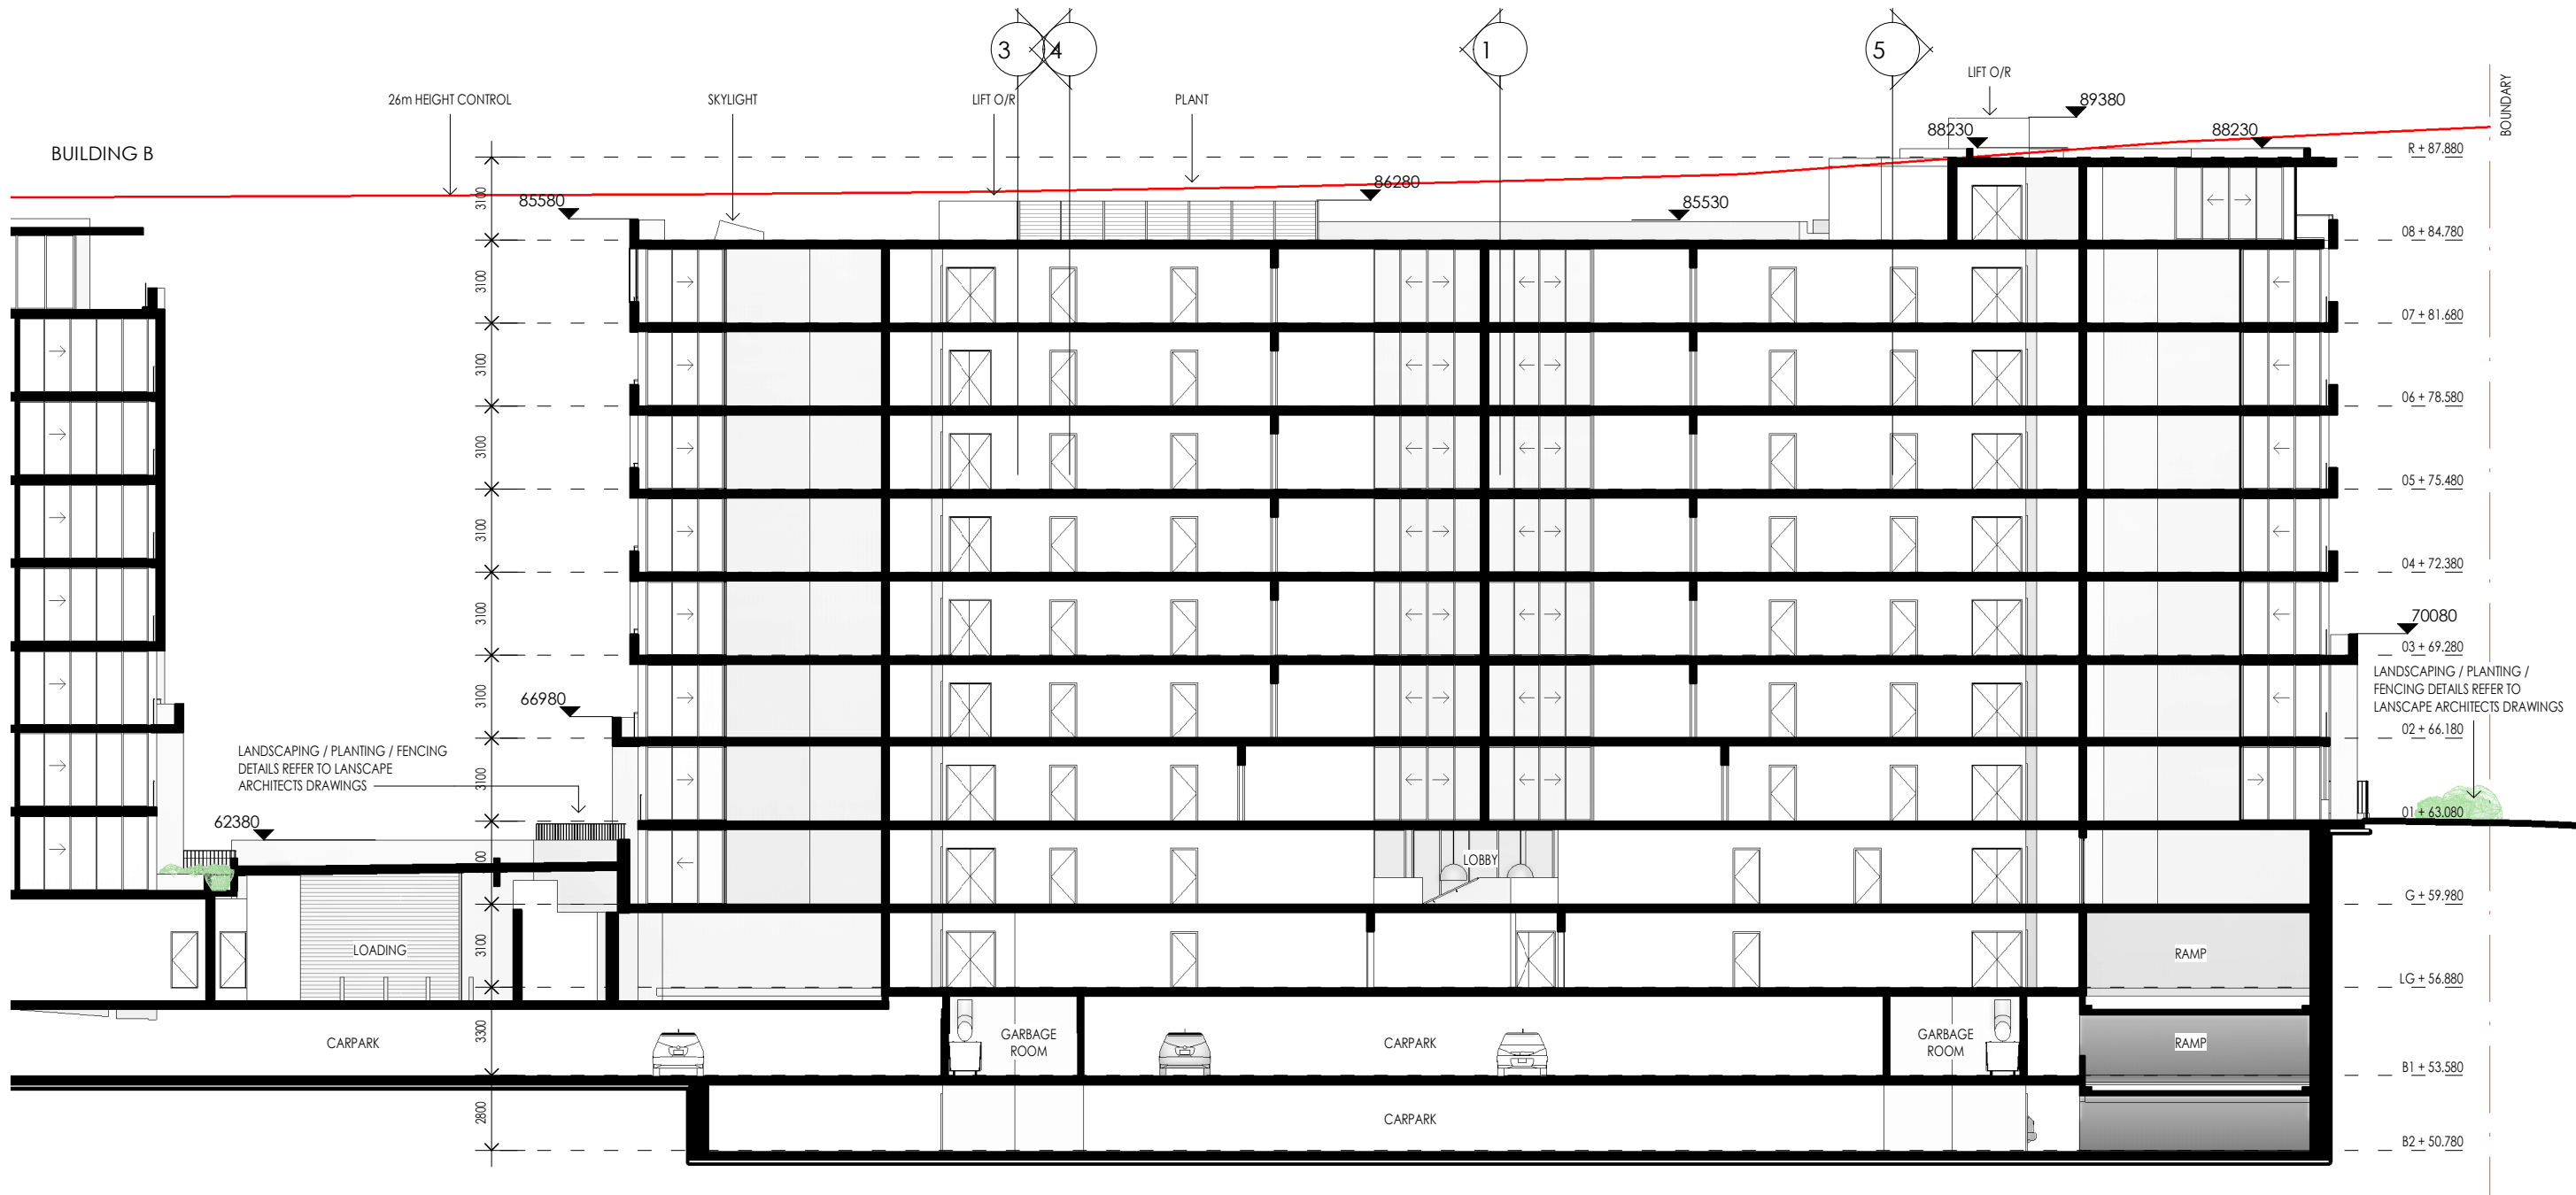 3
4
1
5
LIFT O/R
26m HEIGHT CONTROL
SKYLIGHT
LIFT O/R
PLANT
89380
BOUNDARY
88230
88230
BUILDING B
R + 87.880
3100
86280
85580
85530
08 + 84.780
3100
07 + 81.680
3100
06 + 78.580
3100
05 + 75.480
3100
04 + 72.380
3100
70080
03 + 69.280
LANDSCAPING / PLANTING /
FENCING DETAILS REFER TO
LANSCAPE ARCHITECTS DRAWINGS
3100
66980
02 + 66.180
LANDSCAPING / PLANTING / FENCING
DETAILS REFER TO LANSCAPE
ARCHITECTS DRAWINGS
3100
01 + 63.080
62380
LOBBY
G + 59.980
3100
LOADING
RAMP
LG + 56.880
3300
CARPARK
GARBAGE
ROOM
CARPARK
GARBAGE
ROOM
RAMP
B1 + 53.580
2800
CARPARK
B2 + 50.780